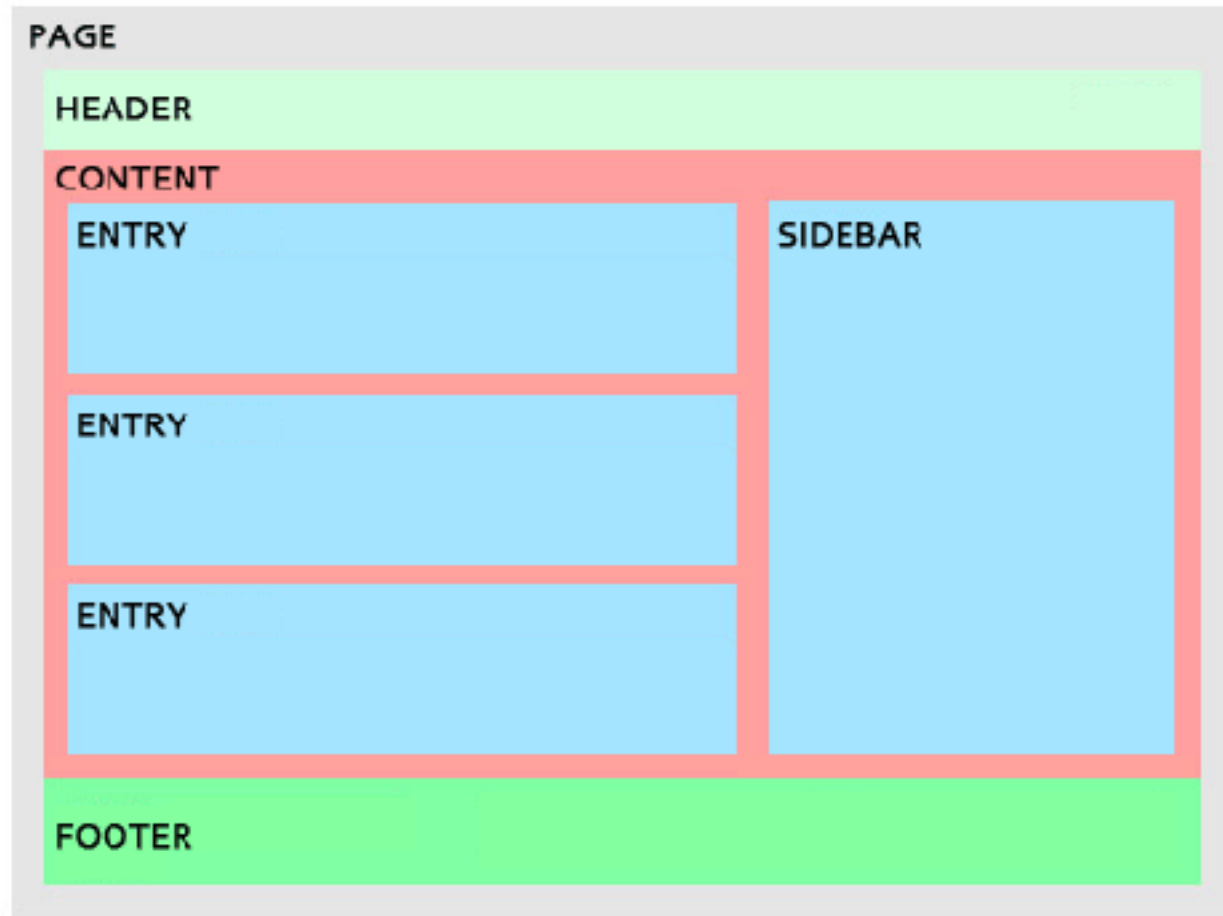 PAGE
HEADER
CONTENT
ENTRY
SIDEBAR
ENTRY
ENTRY
FOOTER